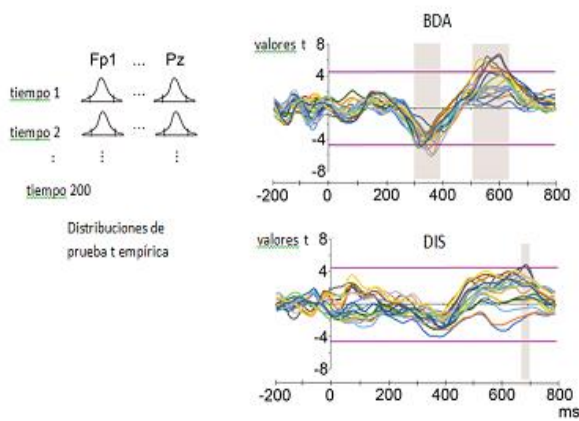 Fp1 ... Pz
tiempo 1 ...
tiempo 2 ...
: ⋮ :
tiempo 200
Distribuciones de
prueba t empírica
BDA
valores t
8
4
0
-4
-8
-200 0 200 400 600 800
DIS
valores t
8
4
0
-4
-8
-200 0 200 400 600 800
ms